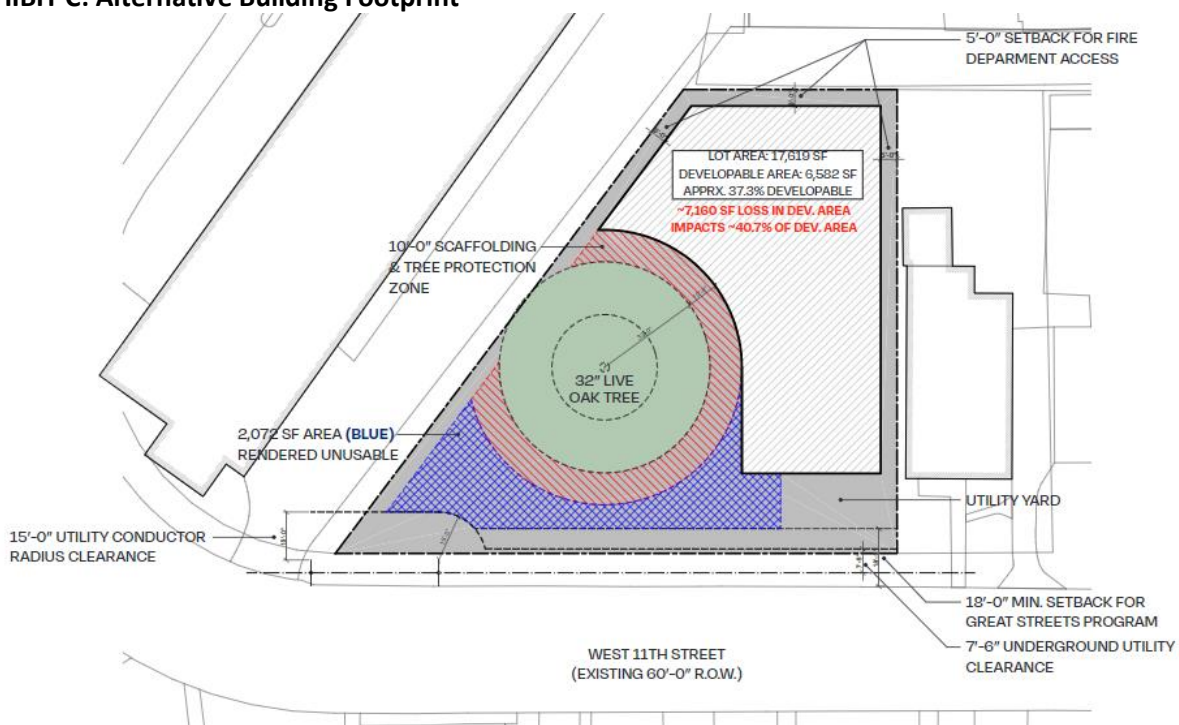 IIBIT C: Alternative Building Footprint
5'-0" SETBACK FOR FIRE
DEPARMENT ACCESS
LOT AREA: 17,619 SF
DEVELOPABLE AREA: 6,582 SF
APPRX. 37.3% DEVELOPABLE
~7,160 SF LOSS IN DEV. AREA
IMPACTS ~40.7% OF DEV. AREA
10'-0" SCAFFOLDING
& TREE PROTECTION
ZONE
32" LIVE
OAK TREE
2,072 SF AREA (BLUE)
RENDERED UNUSABLE
UTILITY YARD
15'-0" UTILITY CONDUCTOR
RADIUS CLEARANCE
18'-0" MIN. SETBACK FOR
GREAT STREETS PROGRAM
7'-6" UNDERGROUND UTILITY
CLEARANCE
WEST 11TH STREET
(EXISTING 60'-0" R.O.W.)